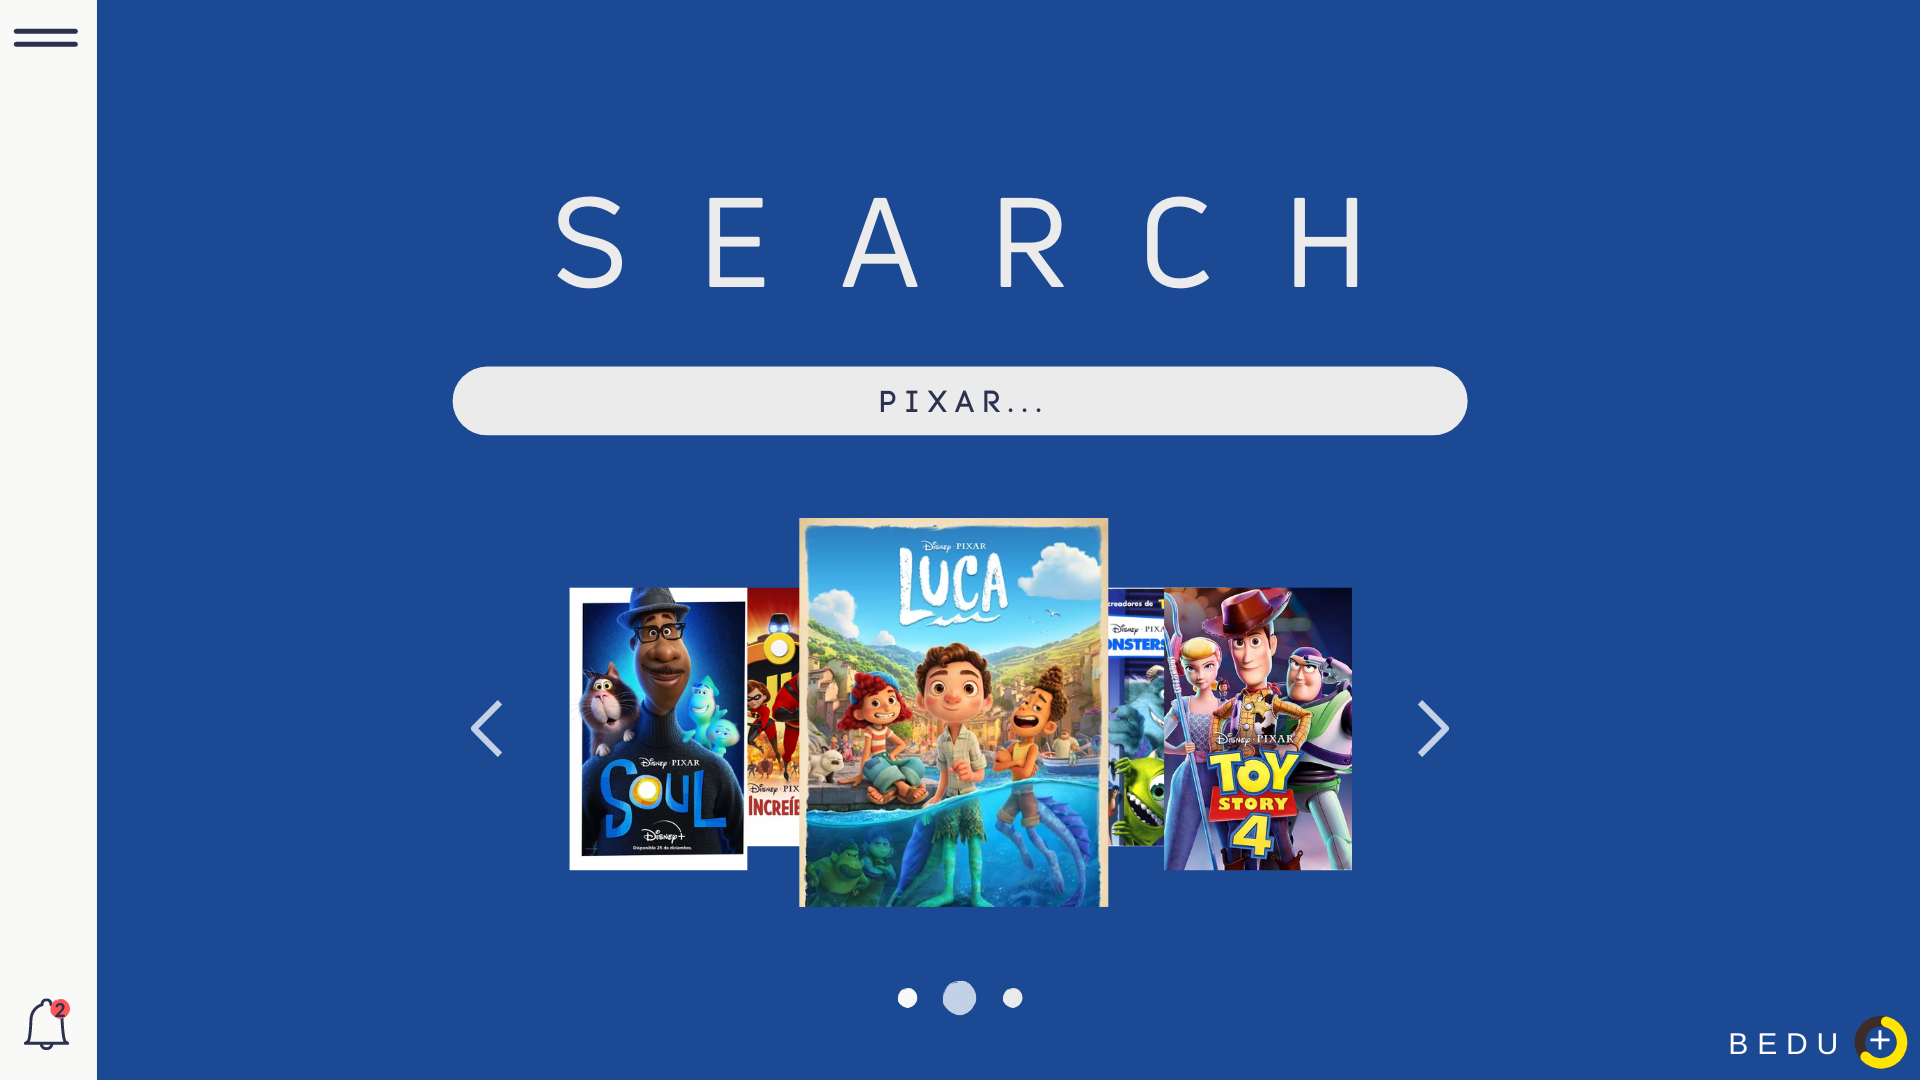 SEARCH
PIXAR...
Disney · PIXAR
LUCA
Disney · PIXAR
SOUL
Disney+
Disponible 25 de diciembre.
Disney · PIX
INCREÍB
creadores de
Disney · PIXA
ONSTERS
Disney · PIXAR
TOY
STORY
4
2
BEDU